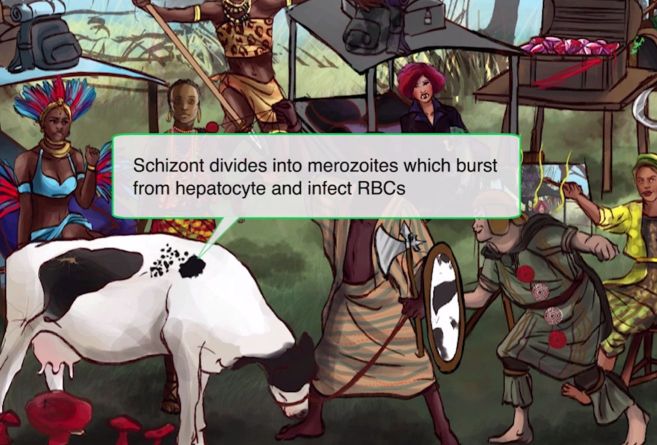 Schizont divides into merozoites which burst
from hepatocyte and infect RBCs